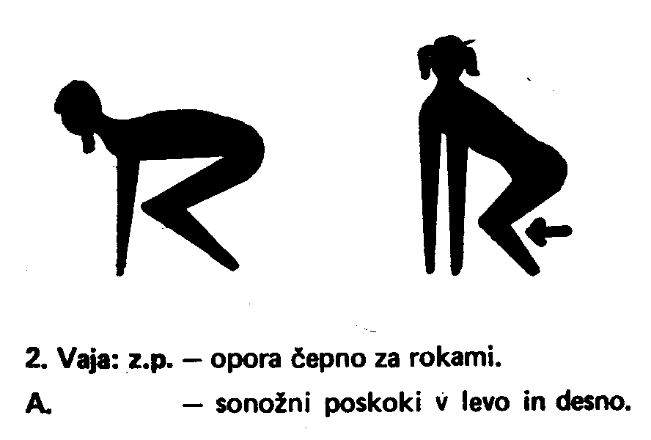 2. Vaja: z.p. — opora čepno za rokami.
A. — sonožni poskoki v levo in desno.